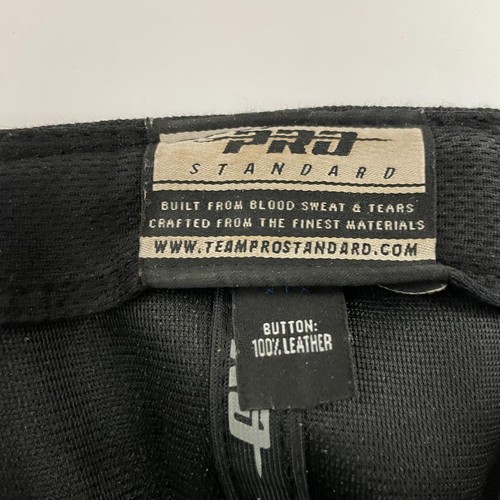 PRO
STANDARD
BUILT FROM BLOOD SWEAT & TEARS
CRAFTED FROM THE FINEST MATERIALS
WWW.TEAMPROSTANDARD.COM
BUTTON:
100% LEATHER